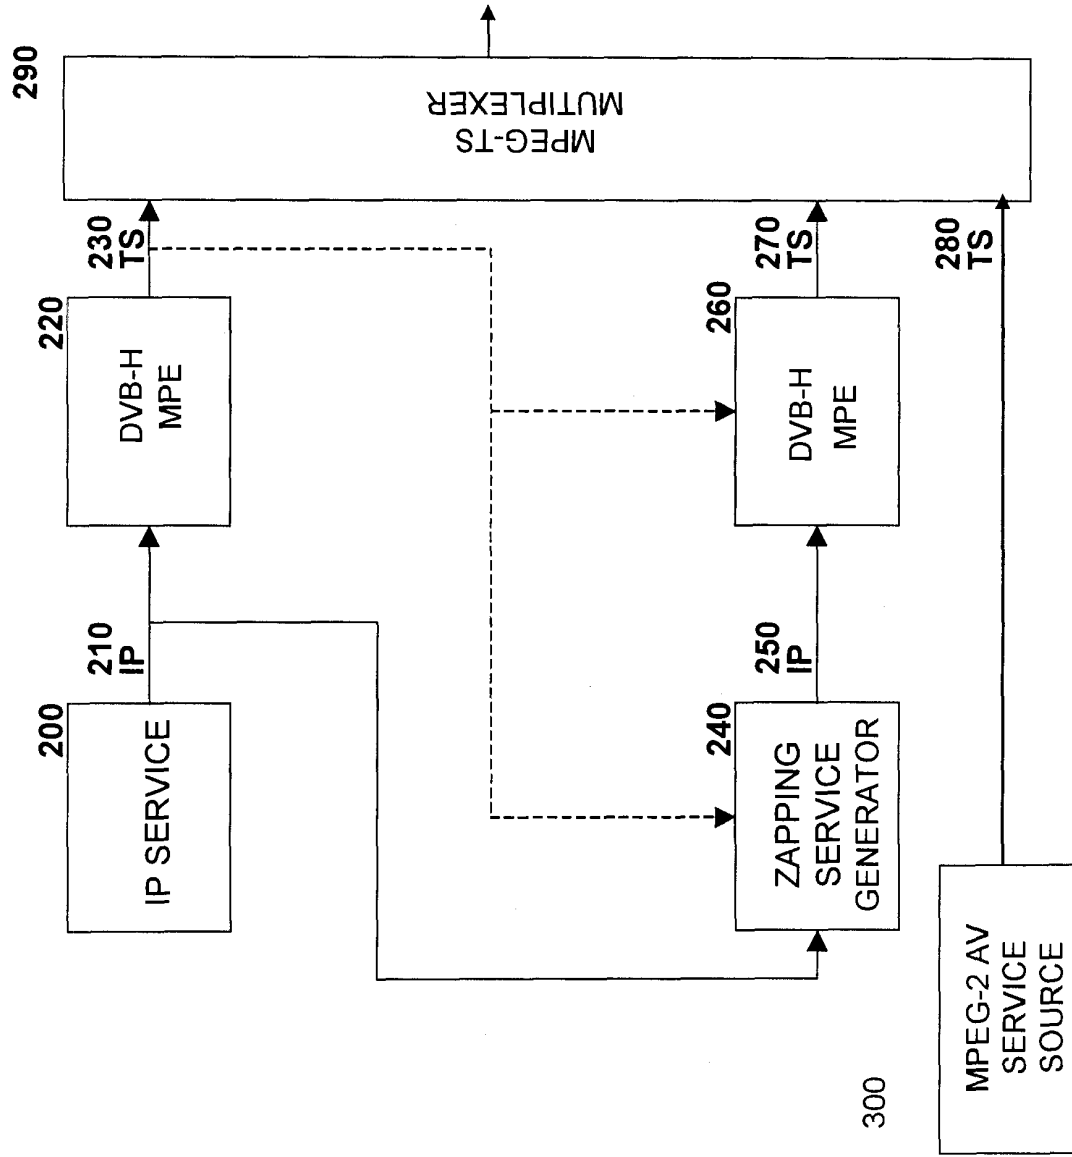 200
IP SERVICE
210
IP
220
DVB-H
MPE
230
TS
290
MPEG-TS
MUTIPLEXER
240
ZAPPING
SERVICE
GENERATOR
250
IP
260
DVB-H
MPE
270
TS
300
MPEG-2 AV
SERVICE
SOURCE
280
TS